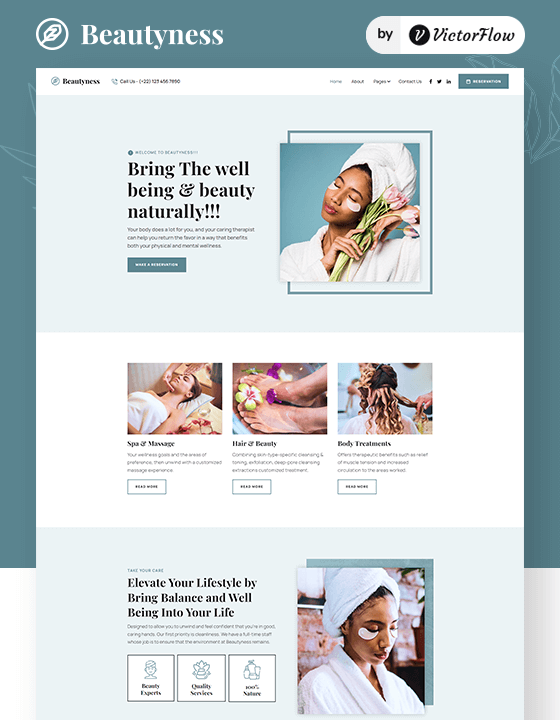 Beautyness
by VictorFlow
Beautyness
Call Us - (+22) 123 456 7890
Home About Pages Contact Us
RESERVATION
WELCOME TO BEAUTYNESS!!!
Bring The well
being & beauty
naturally!!!
Your body does a lot for you, and your caring therapist
can help you return the favor in a way that benefits
both your physical and mental wellness.
MAKE A RESERVATION
Spa & Massage
Your wellness goals and the areas of
preference, then unwind with a customized
massage experience.
READ MORE
Hair & Beauty
Combining skin-type-specific cleansing &
toning, exfoliation, deep-pore cleansing
extractions customized treatment.
READ MORE
Body Treatments
Offers therapeutic benefits such as relief
of muscle tension and increased
circulation to the areas worked.
READ MORE
TAKE YOUR CARE
Elevate Your Lifestyle by
Bring Balance and Well
Being Into Your Life
Designed to allow you to unwind and feel confident that you're in good,
caring hands. Our first priority is cleanliness. We have a full-time staff
whose job is to ensure that the environment at Beautyness remains.
Beauty
Experts
Quality
Services
100%
Nature